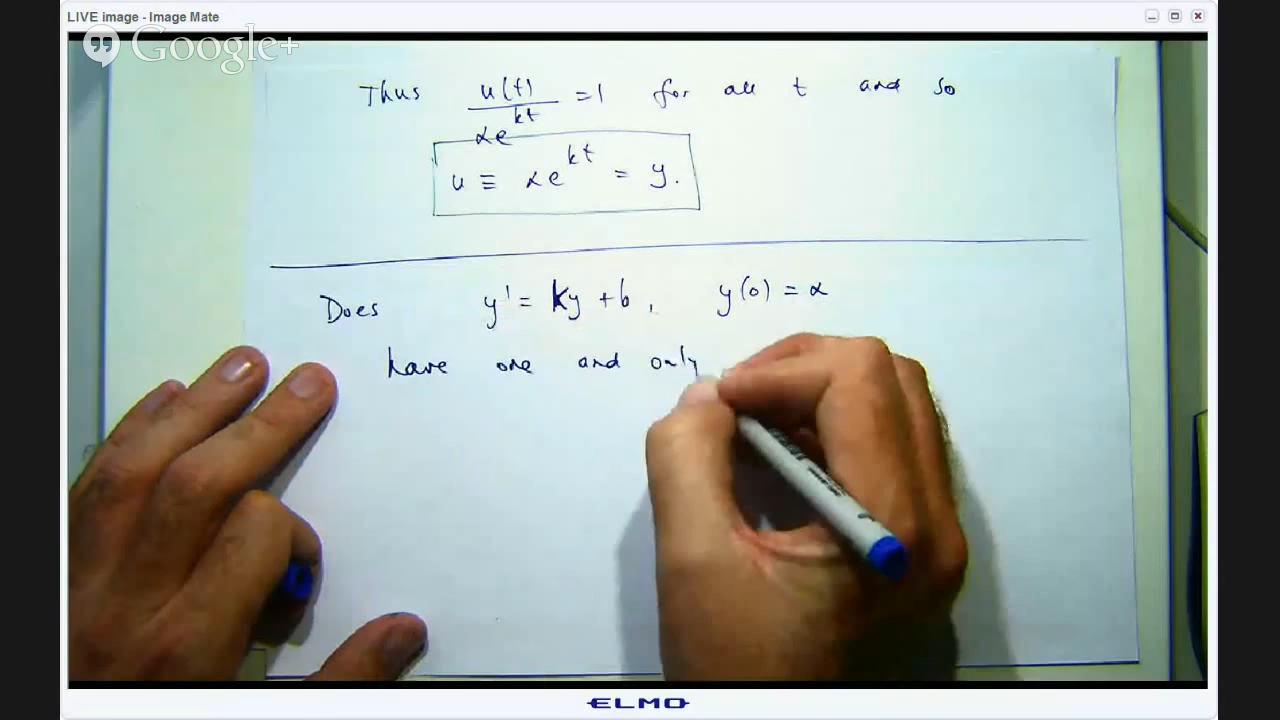 LIVE image - Image Mate
Google+
Thus u(t)/αe^{kt} = 1 for all t and so
u ≡ αe^{kt} = y.
Does y' = ky + b, y(0) = α
have one and only
ELMO